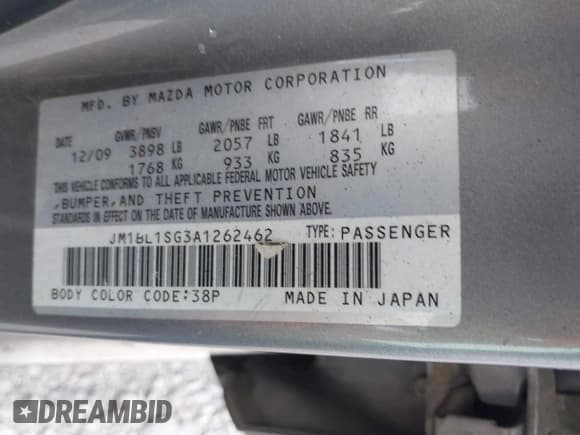 MFD. BY MAZDA MOTOR CORPORATION
DATE GVWR/PNBV GAWR/PNBE FRT GAWR/PNBE RR
12/09 3898 LB 2057 LB 1841 LB
1768 KG 933 KG 835 KG
THIS VEHICLE CONFORMS TO ALL APPLICABLE FEDERAL MOTOR VEHICLE SAFETY
,BUMPER,AND THEFT PREVENTION
STANDARDS IN EFFECT ON THE DATE OF MANUFACTURE SHOWN ABOVE.
JM1BL1SG3A1262462 TYPE: PASSENGER
BODY COLOR CODE:38P MADE IN JAPAN
DREAMBID